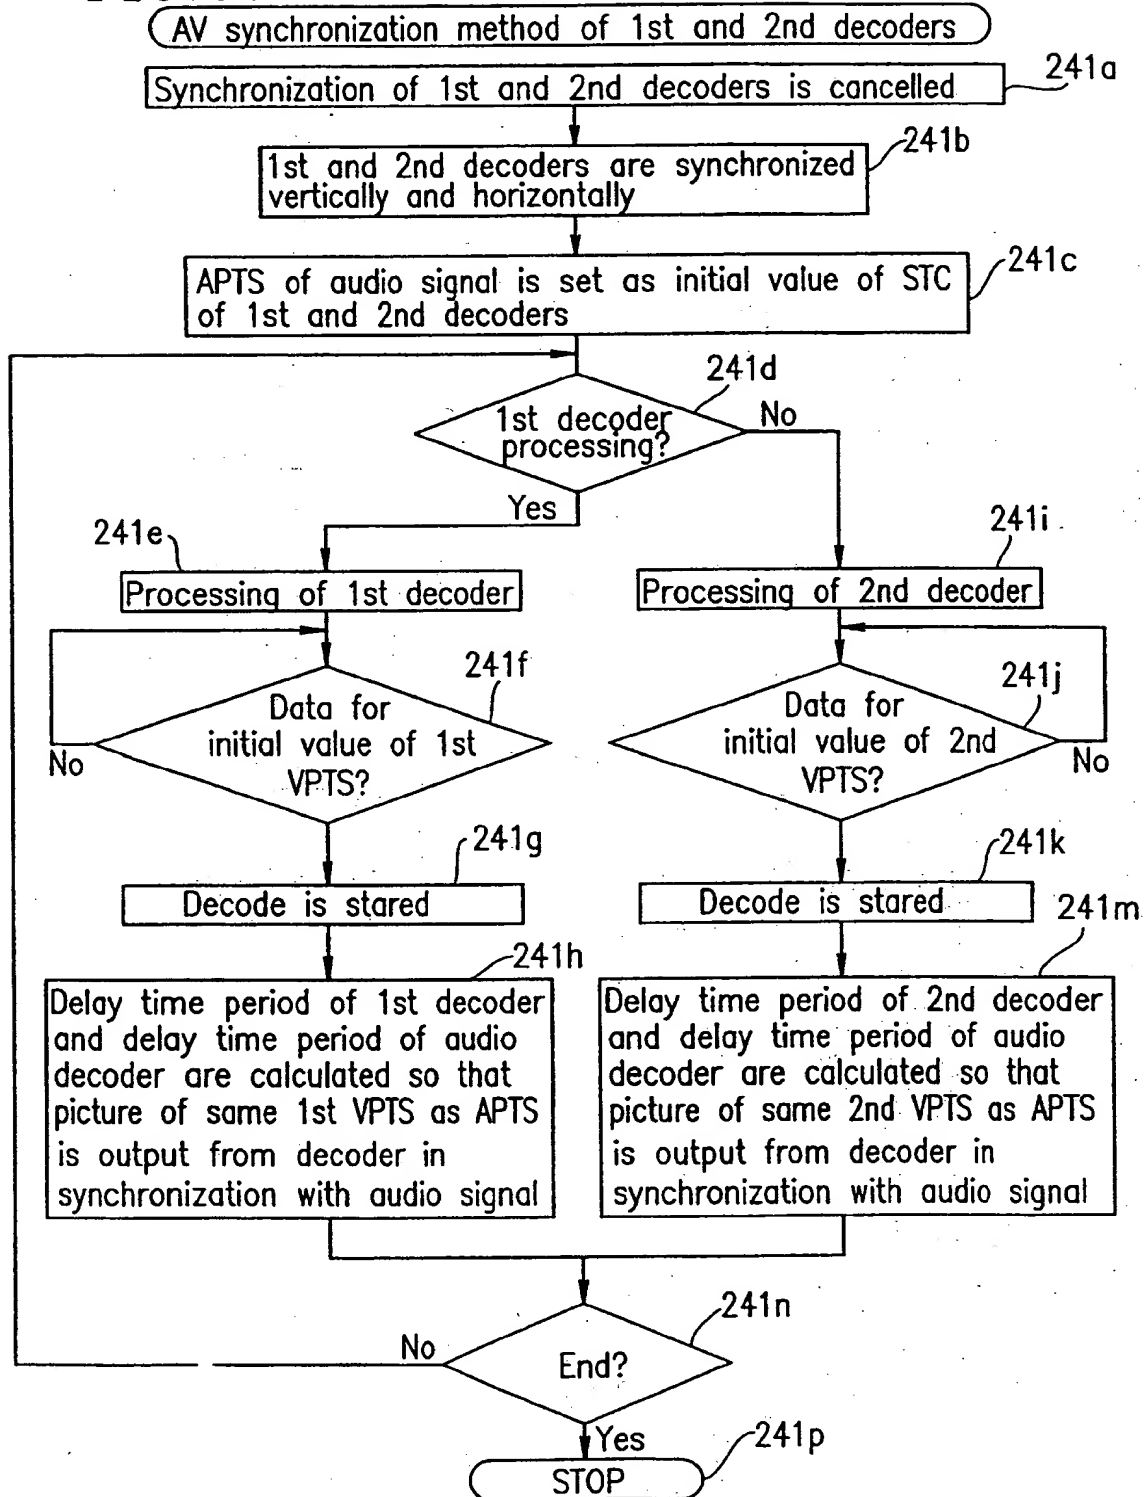 AV synchronization method of 1st and 2nd decoders
Synchronization of 1st and 2nd decoders is cancelled
241a
1st and 2nd decoders are synchronized
vertically and horizontally
241b
APTS of audio signal is set as initial value of STC
of 1st and 2nd decoders
241c
1st decoder
processing?
241d
No
Yes
241e
Processing of 1st decoder
241i
Processing of 2nd decoder
241f
Data for
initial value of 1st
VPTS?
No
241j
Data for
initial value of 2nd
VPTS?
No
241g
Decode is stared
241k
Decode is stared
241h
Delay time period of 1st decoder
and delay time period of audio
decoder are calculated so that
picture of same 1st VPTS as APTS
is output from decoder in
synchronization with audio signal
241m
Delay time period of 2nd decoder
and delay time period of audio
decoder are calculated so that
picture of same 2nd VPTS as APTS
is output from decoder in
synchronization with audio signal
241n
No
End?
Yes
241p
STOP